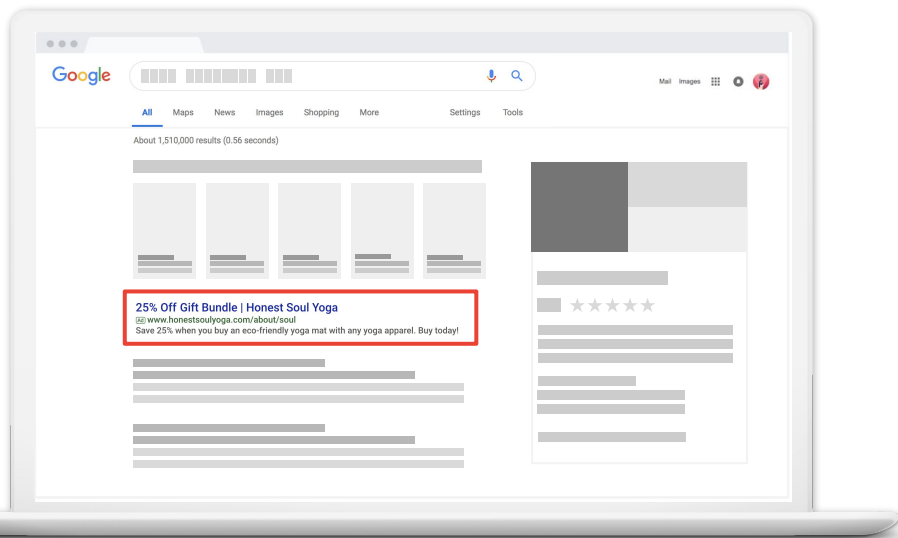 Google
Mail Images
All Maps News Images Shopping More Settings Tools
About 1,510,000 results (0.56 seconds)
25% Off Gift Bundle | Honest Soul Yoga
Ad www.honestsoulyoga.com/about/soul
Save 25% when you buy an eco-friendly yoga mat with any yoga apparel. Buy today!